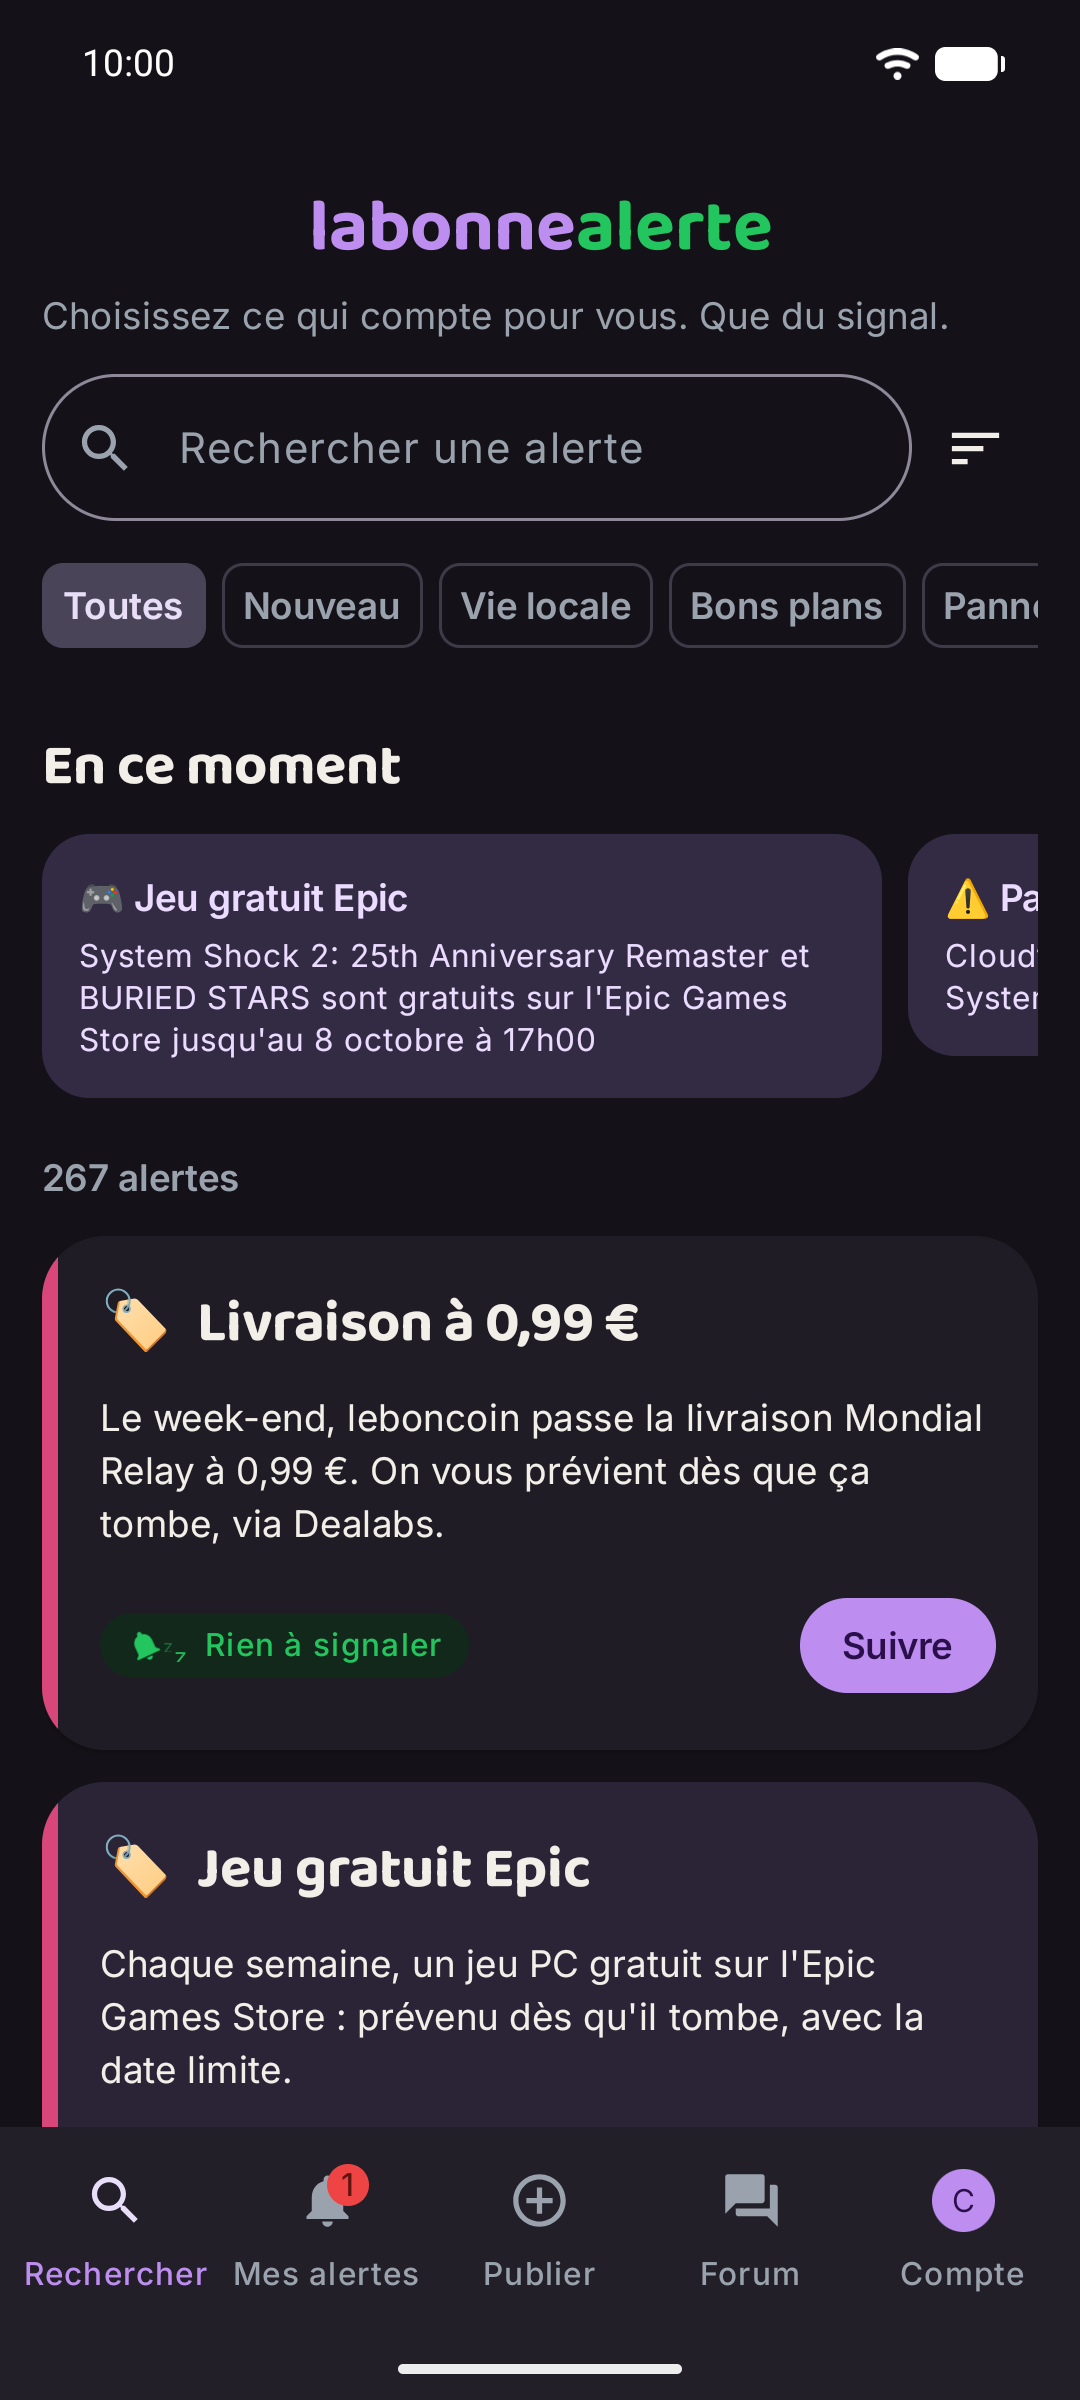 10:00
labonnealerte
Choisissez ce qui compte pour vous. Que du signal.
Rechercher une alerte
Toutes
Nouveau
Vie locale
Bons plans
En ce moment
🎮 Jeu gratuit Epic
System Shock 2: 25th Anniversary Remaster et
BURIED STARS sont gratuits sur l'Epic Games
Store jusqu'au 8 octobre à 17h00
267 alertes
Livraison à 0,99 €
Le week-end, leboncoin passe la livraison Mondial
Relay à 0,99 €. On vous prévient dès que ça
tombe, via Dealabs.
Rien à signaler
Suivre
Jeu gratuit Epic
Chaque semaine, un jeu PC gratuit sur l'Epic
Games Store : prévenu dès qu'il tombe, avec la
date limite.
1
C
Rechercher
Mes alertes
Publier
Forum
Compte